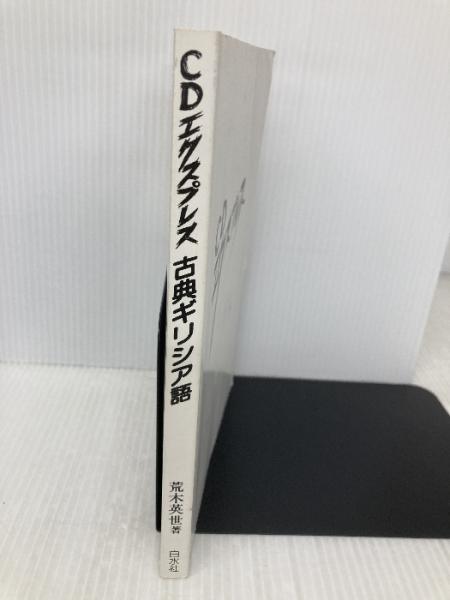 CDエクスプレス 古典ギリシア語
荒木英世著
白水社